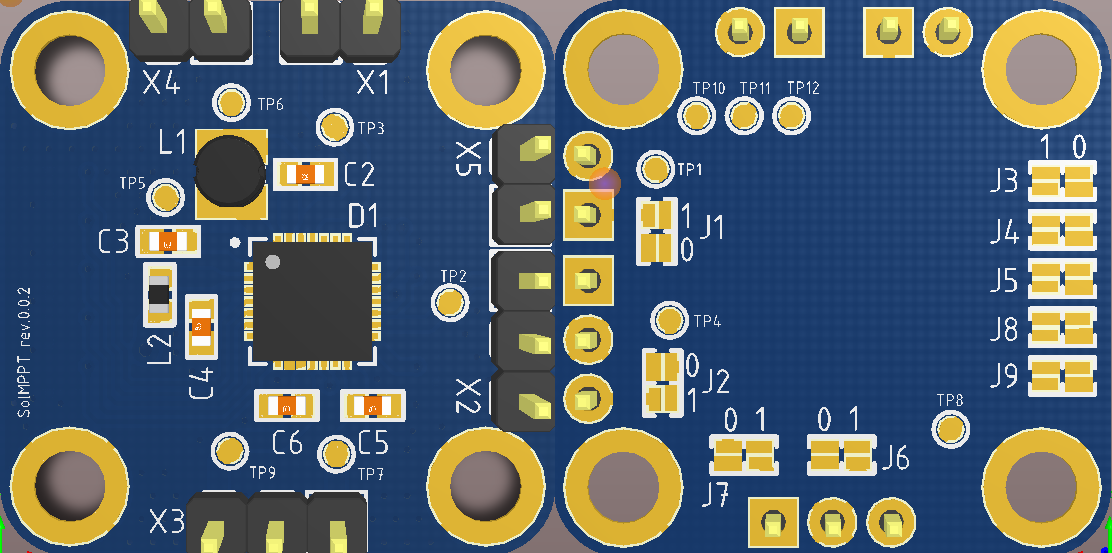 X4
X1
TP6
TP3
L1
C2
TP5
D1
C3
TP2
X5
SolMPPT rev.0.0.2
L2
C4
X2
C6
C5
TP9
TP7
X3
TP10 TP11 TP12
TP1
1
J1
0
TP4
0
J2
1
1 0
J3
J4
J5
J8
J9
TP8
0 1
0 1
J6
J7